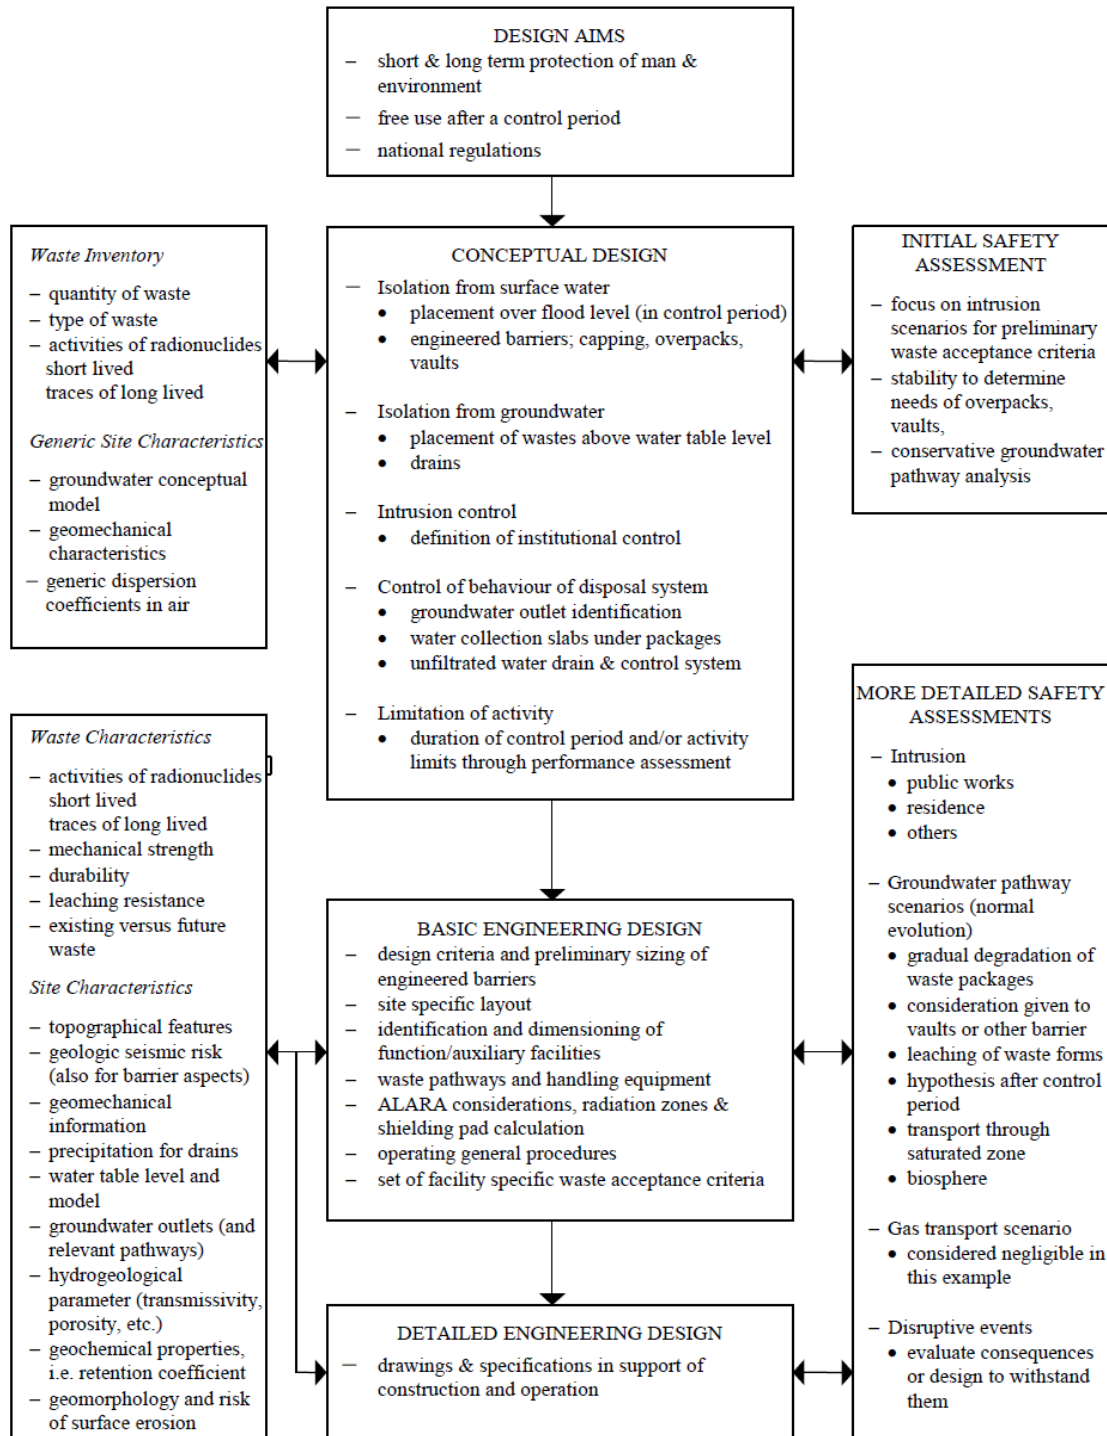 DESIGN AIMS
– short & long term protection of man &
environment
– free use after a control period
– national regulations
Waste Inventory
– quantity of waste
– type of waste
– activities of radionuclides
short lived
traces of long lived
Generic Site Characteristics
– groundwater conceptual
model
– geomechanical
characteristics
– generic dispersion
coefficients in air
CONCEPTUAL DESIGN
– Isolation from surface water
• placement over flood level (in control period)
• engineered barriers; capping, overpacks,
vaults
– Isolation from groundwater
• placement of wastes above water table level
• drains
– Intrusion control
• definition of institutional control
– Control of behaviour of disposal system
• groundwater outlet identification
• water collection slabs under packages
• unfiltrated water drain & control system
– Limitation of activity
• duration of control period and/or activity
limits through performance assessment
INITIAL SAFETY
ASSESSMENT
– focus on intrusion
scenarios for preliminary
waste acceptance criteria
– stability to determine
needs of overpacks,
vaults,
– conservative groundwater
pathway analysis
Waste Characteristics
– activities of radionuclides
short lived
traces of long lived
– mechanical strength
– durability
– leaching resistance
– existing versus future
waste
Site Characteristics
– topographical features
– geologic seismic risk
(also for barrier aspects)
– geomechanical
information
– precipitation for drains
– water table level and
model
– groundwater outlets (and
relevant pathways)
– hydrogeological
parameter (transmissivity,
porosity, etc.)
– geochemical properties,
i.e. retention coefficient
– geomorphology and risk
of surface erosion
BASIC ENGINEERING DESIGN
– design criteria and preliminary sizing of
engineered barriers
– site specific layout
– identification and dimensioning of
function/auxiliary facilities
– waste pathways and handling equipment
– ALARA considerations, radiation zones &
shielding pad calculation
– operating general procedures
– set of facility specific waste acceptance criteria
DETAILED ENGINEERING DESIGN
– drawings & specifications in support of
construction and operation
MORE DETAILED SAFETY
ASSESSMENTS
– Intrusion
• public works
• residence
• others
– Groundwater pathway
scenarios (normal
evolution)
• gradual degradation of
waste packages
• consideration given to
vaults or other barrier
• leaching of waste forms
• hypothesis after control
period
• transport through
saturated zone
• biosphere
– Gas transport scenario
• considered negligible in
this example
– Disruptive events
• evaluate consequences
or design to withstand
them